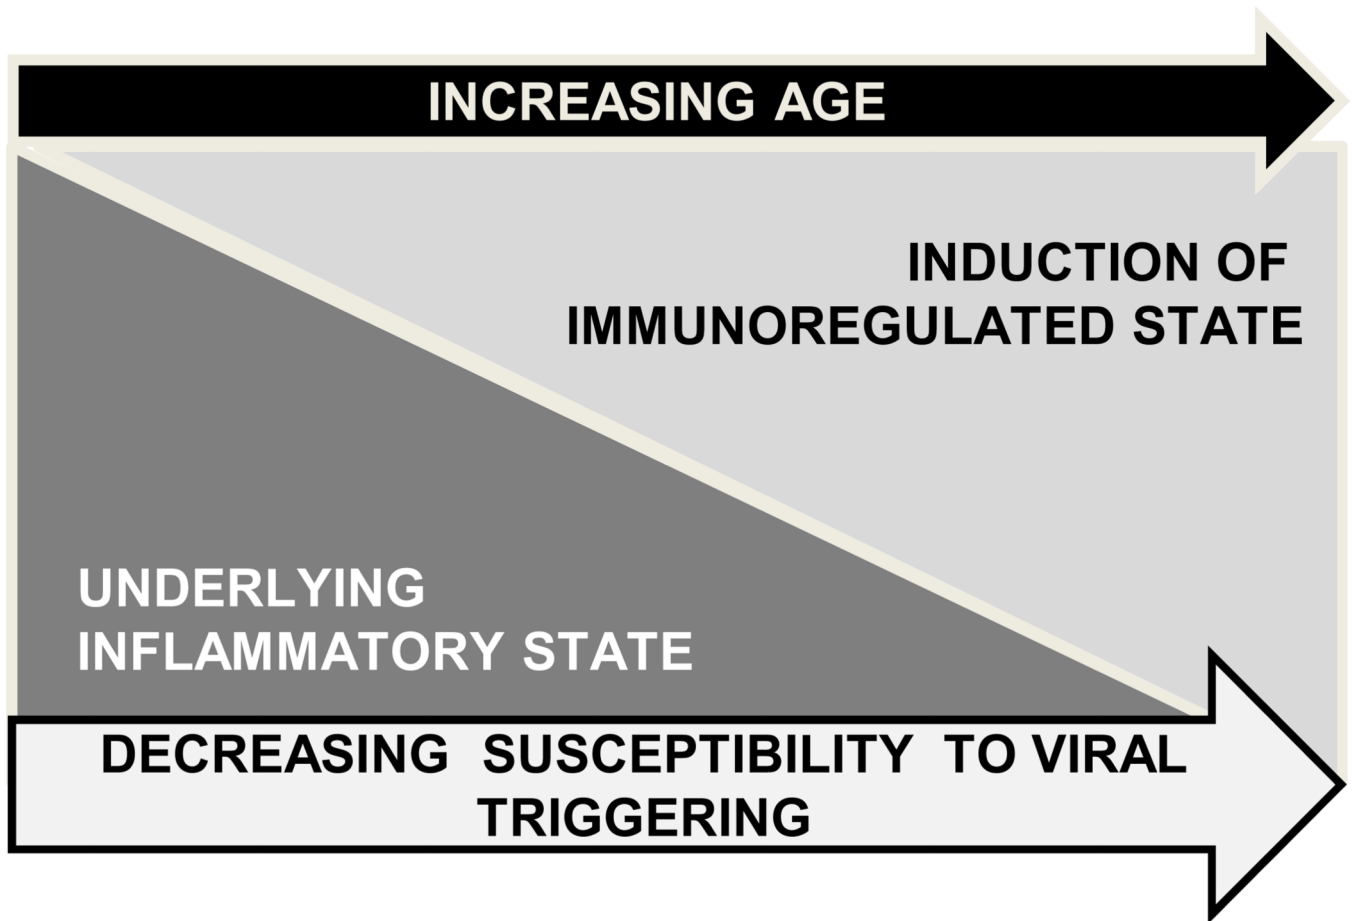 INCREASING AGE
INDUCTION OF
IMMUNOREGULATED STATE
UNDERLYING
INFLAMMATORY STATE
DECREASING SUSCEPTIBILITY TO VIRAL
TRIGGERING